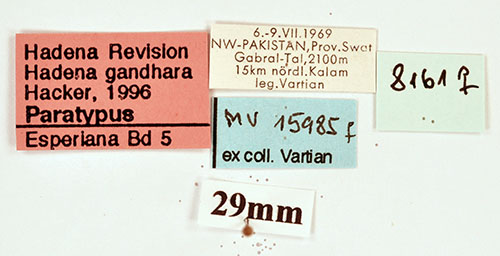 Hadena Revision
Hadena gandhara
Hacker, 1996
Paratypus
Esperiana Bd 5
6.-9.VII.1969
NW-PAKISTAN, Prov.Swat
Gabral-Tal, 2100m
15km nördl. Kalam
leg. Vartian
MV 15985 f
ex coll. Vartian
8161 f
29mm